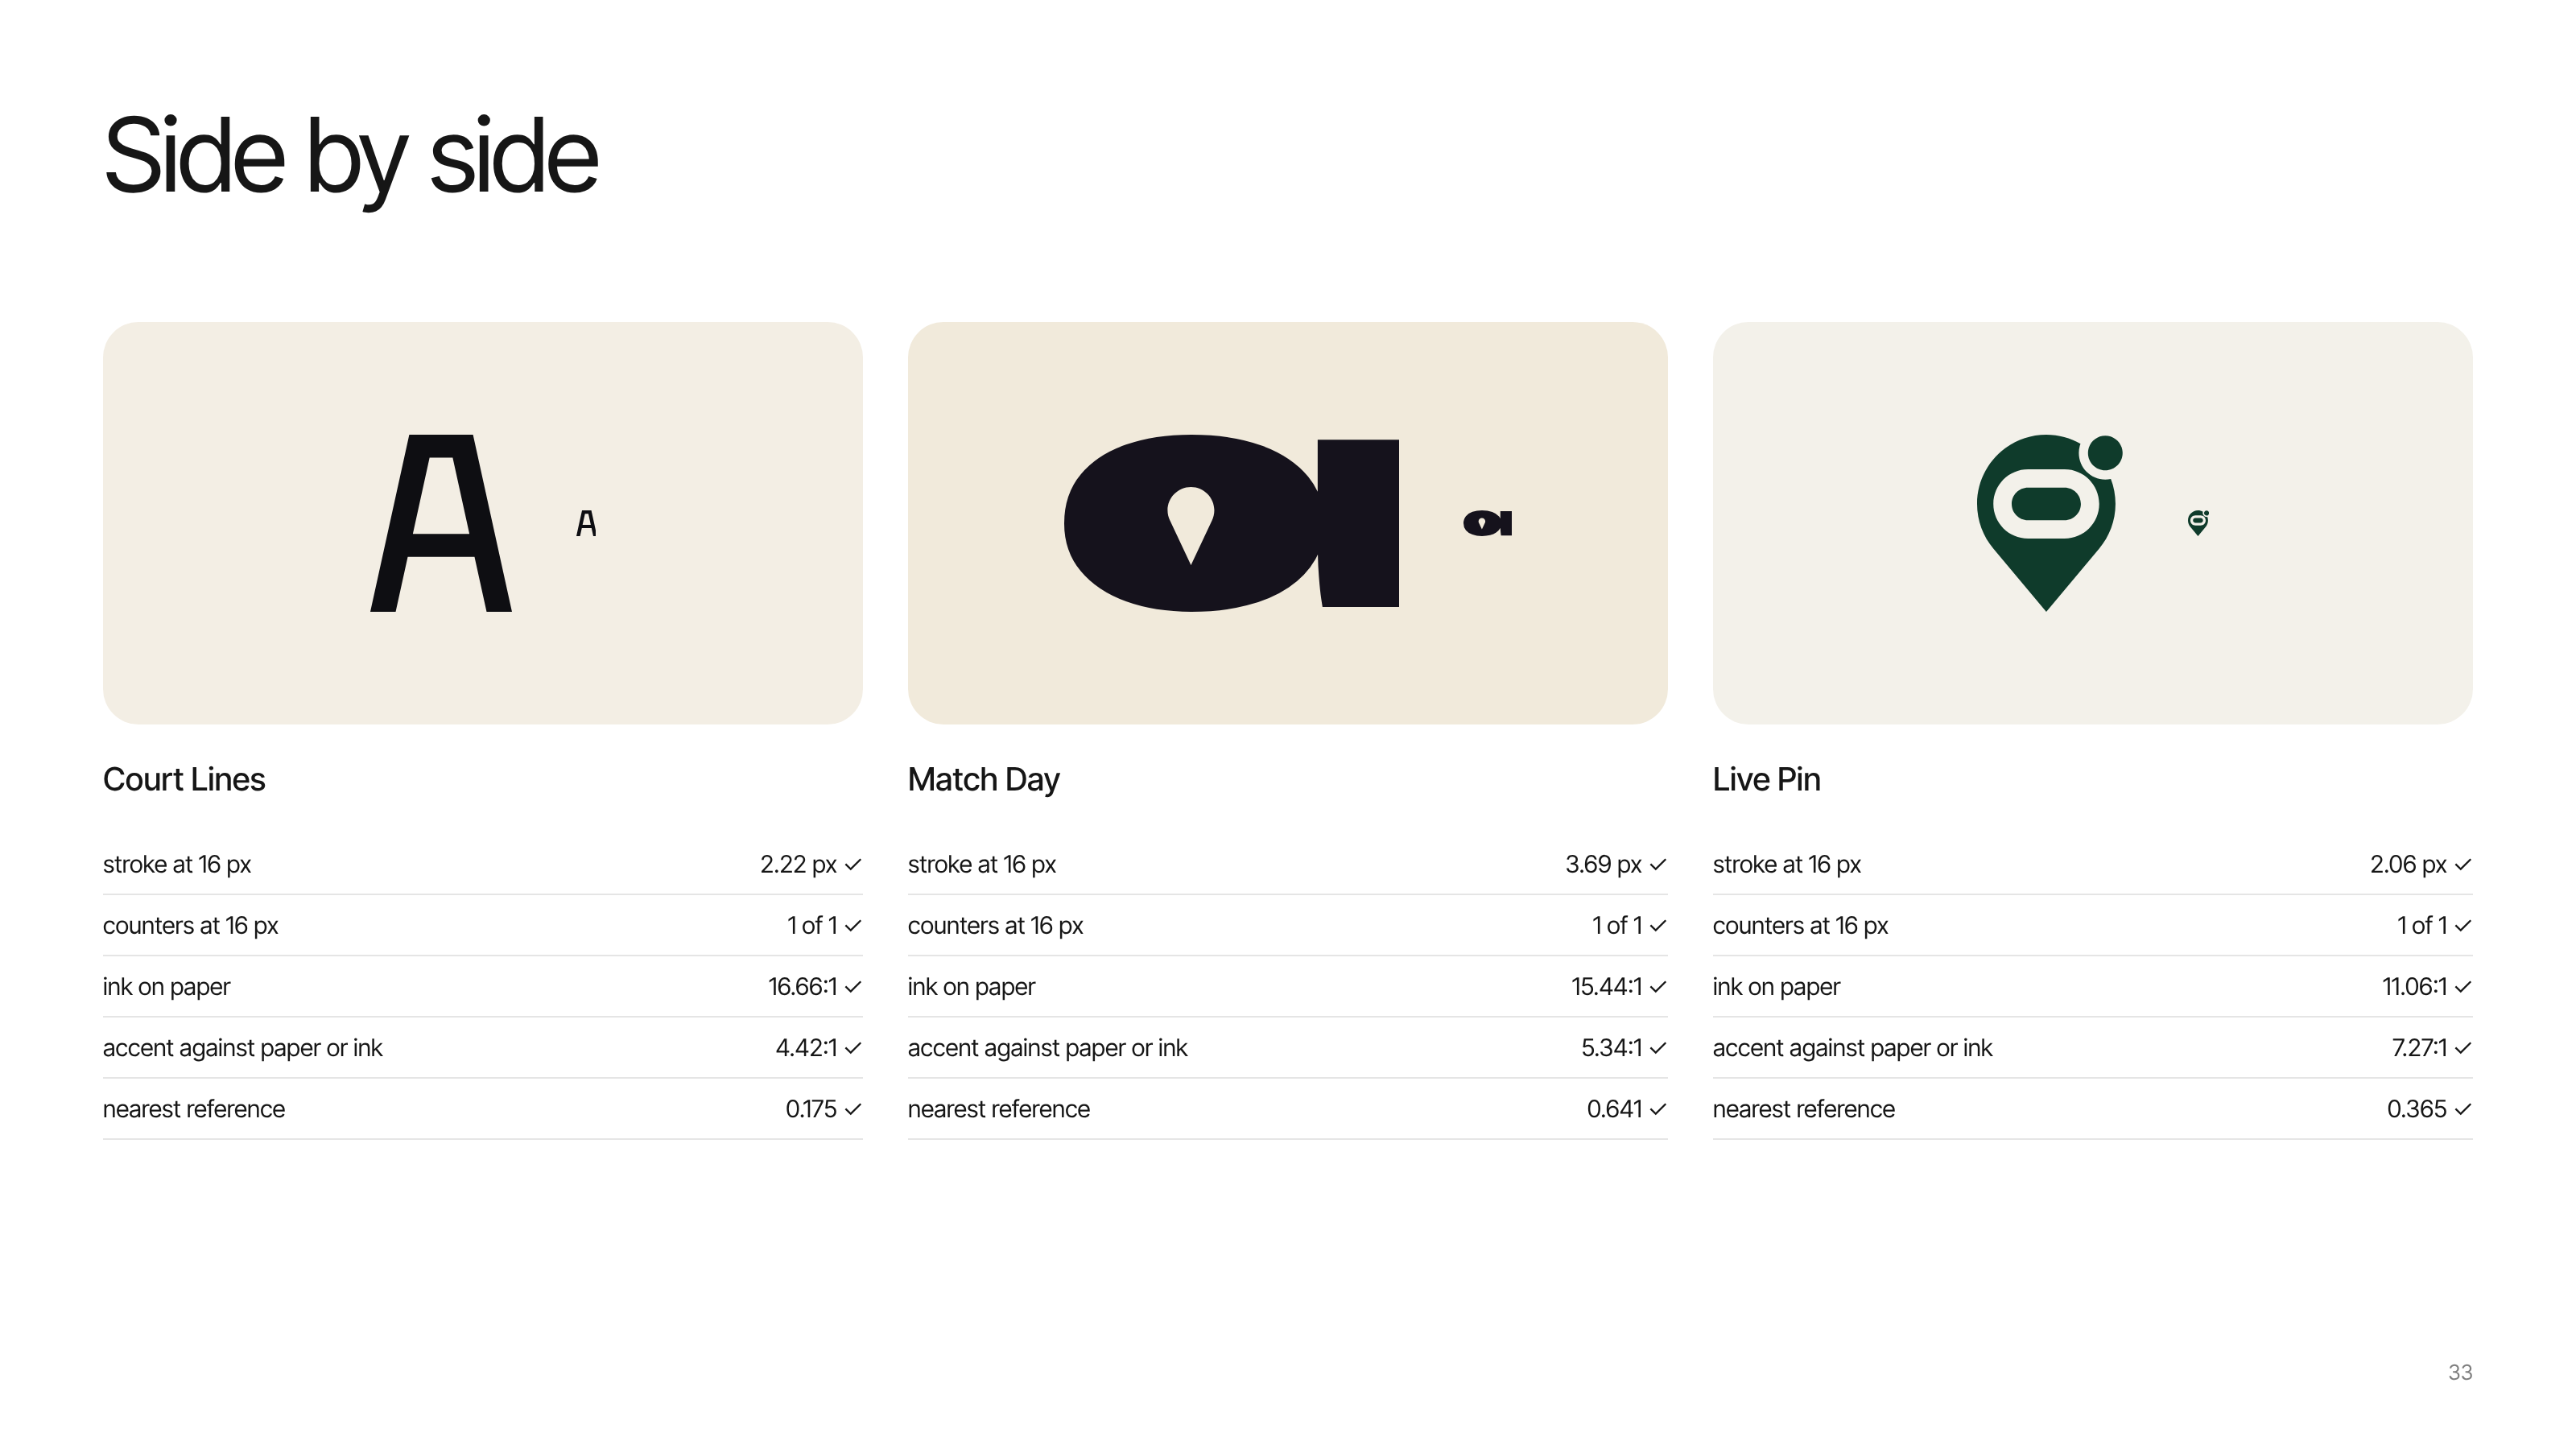 Side by side
A
A
a
a
Court Lines
stroke at 16 px 2.22 px ✓
counters at 16 px 1 of 1 ✓
ink on paper 16.66:1 ✓
accent against paper or ink 4.42:1 ✓
nearest reference 0.175 ✓
Match Day
stroke at 16 px 3.69 px ✓
counters at 16 px 1 of 1 ✓
ink on paper 15.44:1 ✓
accent against paper or ink 5.34:1 ✓
nearest reference 0.641 ✓
Live Pin
stroke at 16 px 2.06 px ✓
counters at 16 px 1 of 1 ✓
ink on paper 11.06:1 ✓
accent against paper or ink 7.27:1 ✓
nearest reference 0.365 ✓
33